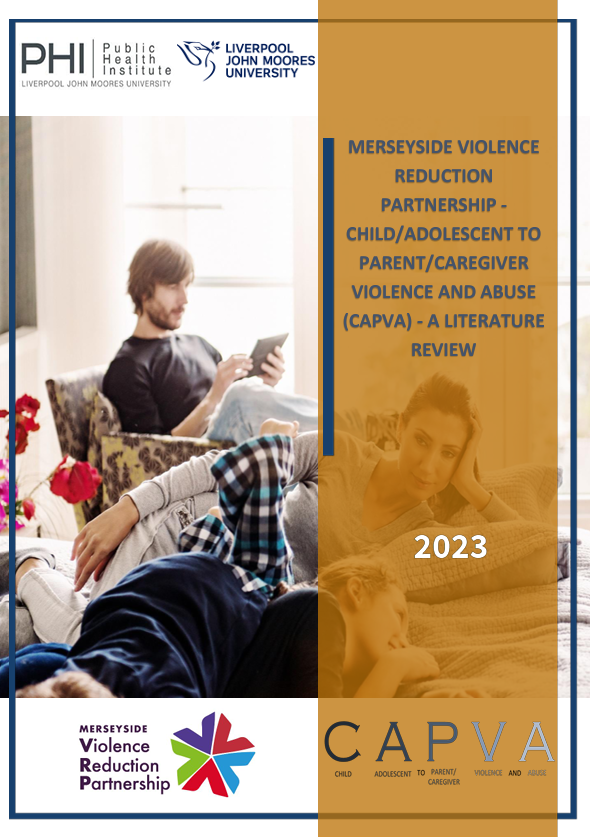 PHI
Public
Health
Institute
LIVERPOOL JOHN MOORES UNIVERSITY
LIVERPOOL
JOHN MOORES
UNIVERSITY
MERSEYSIDE VIOLENCE
REDUCTION
PARTNERSHIP -
CHILD/ADOLESCENT TO
PARENT/CAREGIVER
VIOLENCE AND ABUSE
(CAPVA) - A LITERATURE
REVIEW
2023
MERSEYSIDE
Violence
Reduction
Partnership
CAPVA
CHILD ADOLESCENT TO PARENT/ CAREGIVER VIOLENCE AND ABUSE